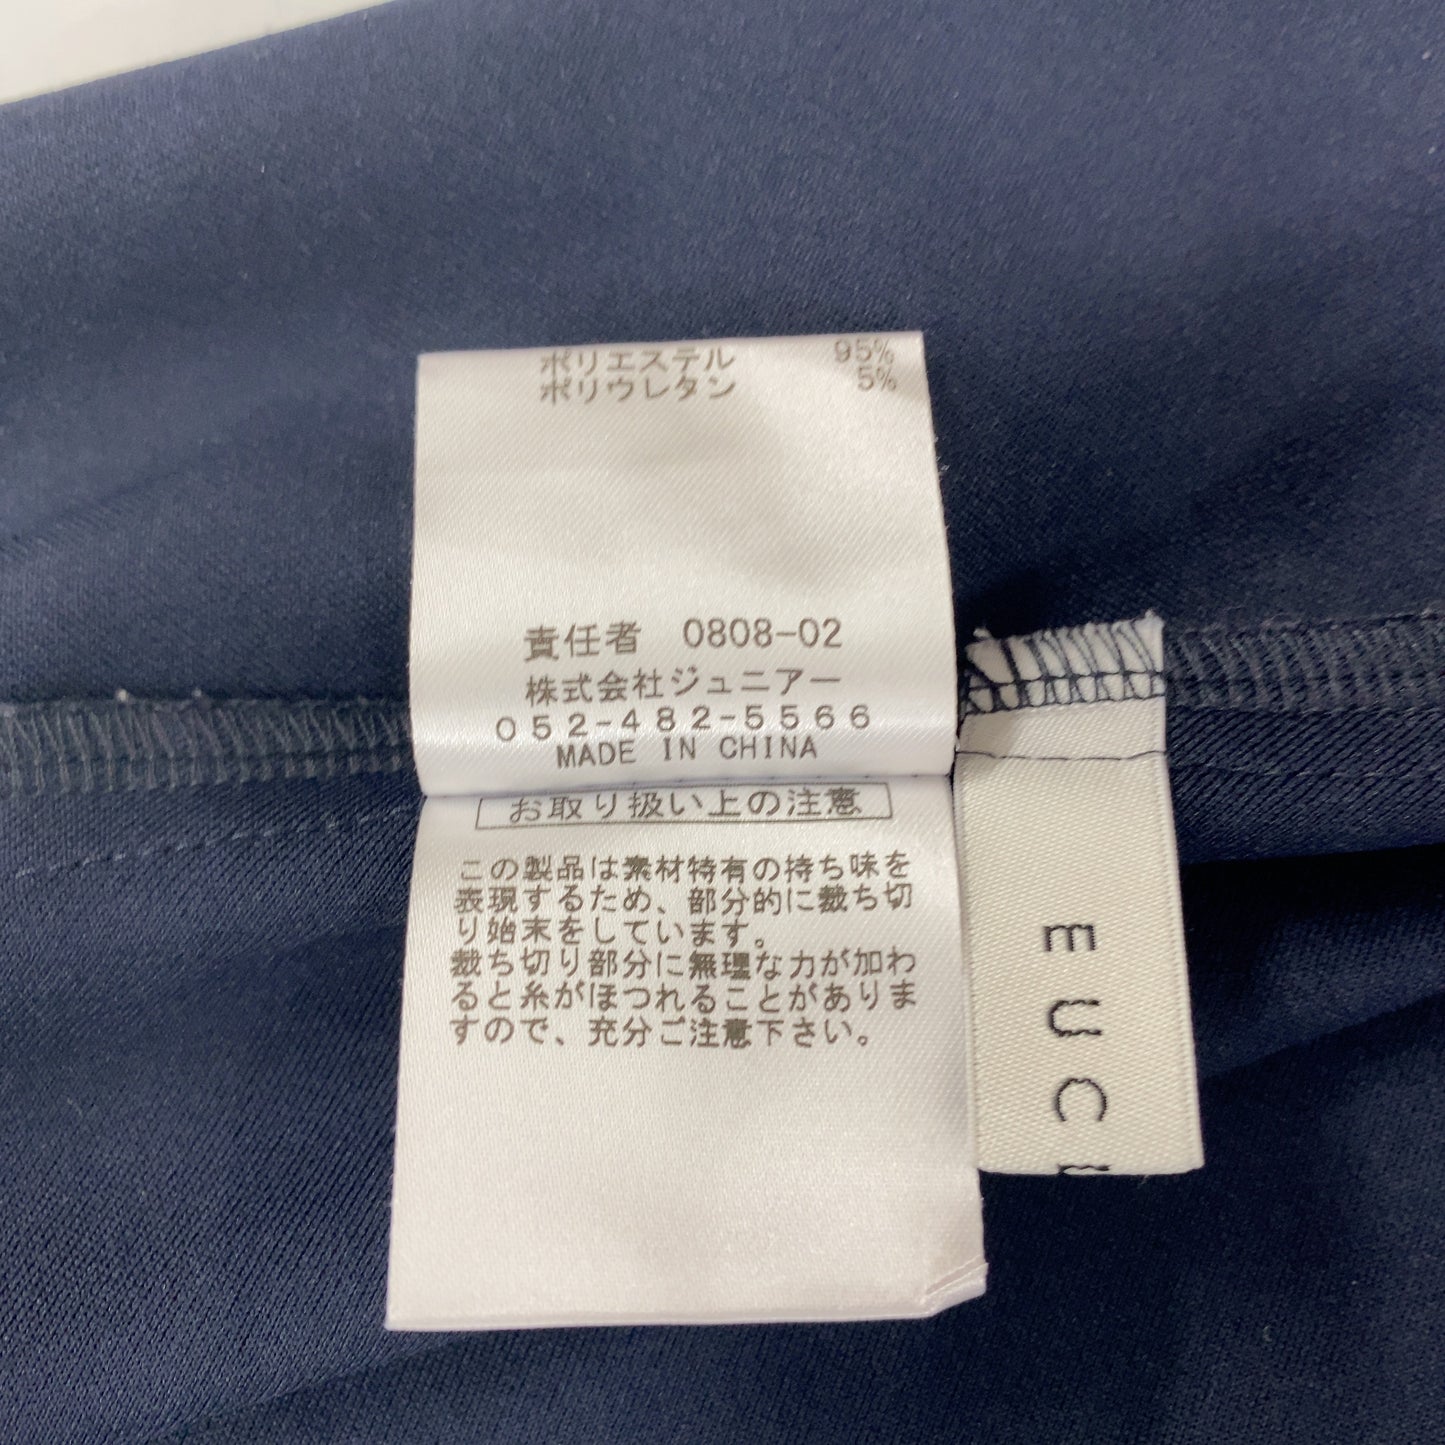 ポリエステル 95%
ポリウレタン 5%
責任者 0808-02
株式会社ジュニアー
052-482-5566
MADE IN CHINA
お取り扱い上の注意
この製品は素材特有の持ち味を
表現するため、部分的に裁ち切
り始末をしています。
裁ち切り部分に無理な力が加わ
ると糸がほつれることがありま
すので、充分ご注意下さい。